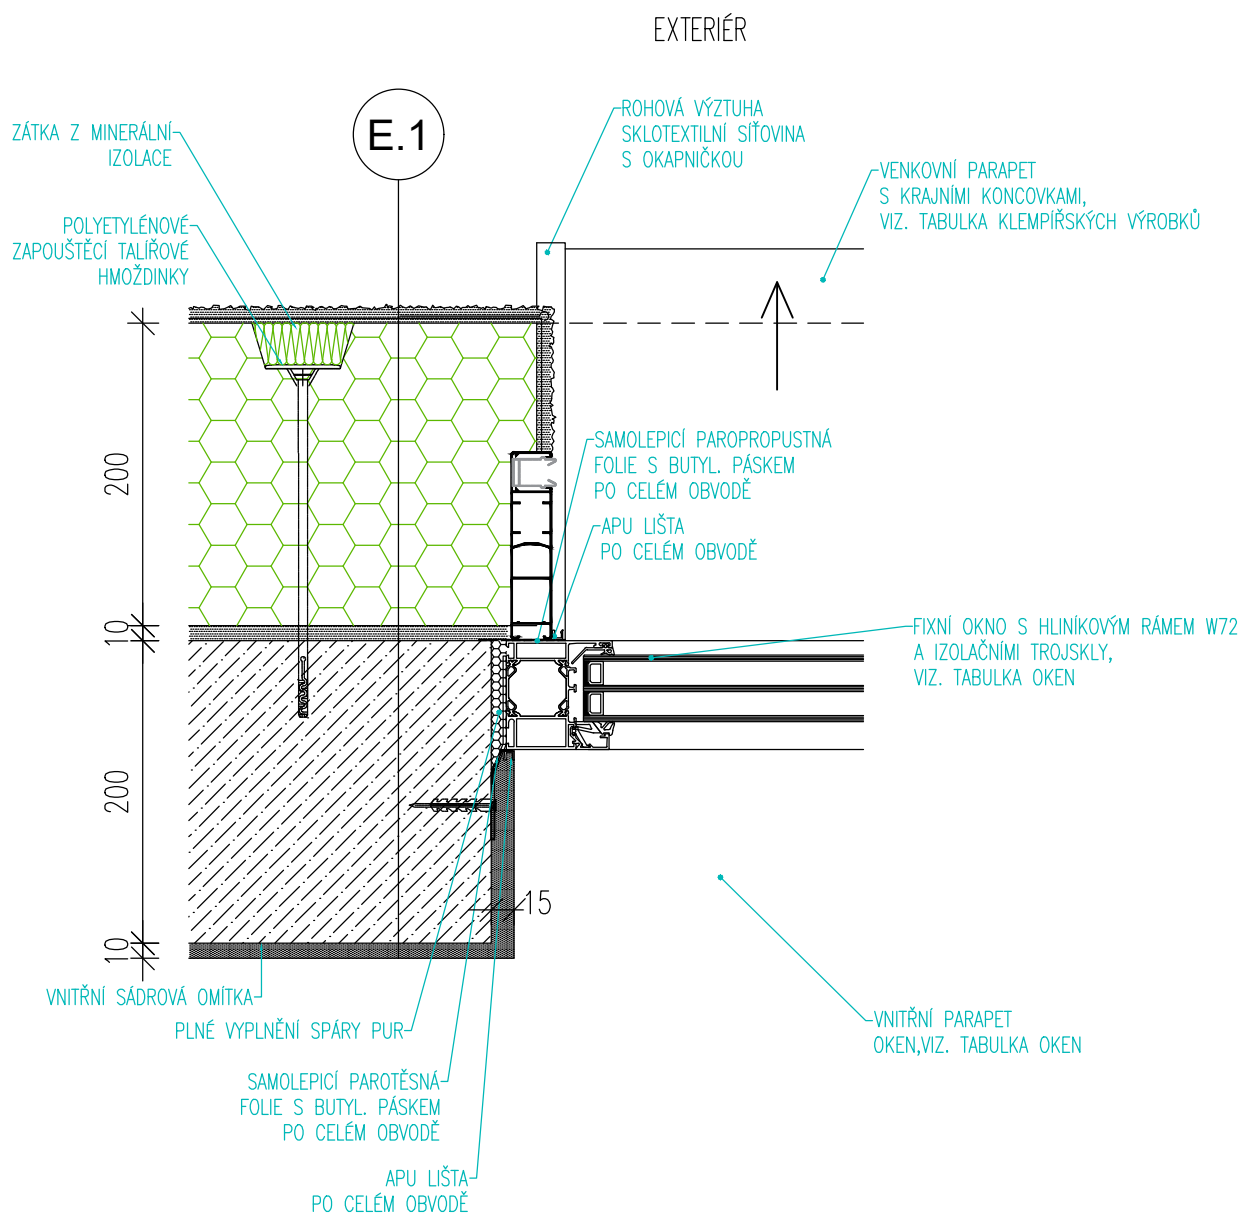 EXTERIÉR
E.1
ZÁTKA Z MINERÁLNÍ
IZOLACE
POLYETYLÉNOVÉ
ZAPOUŠTĚCÍ TALÍŘOVÉ
HMOŽDINKY
ROHOVÁ VÝZTUHA
SKLOTEXTILNÍ SÍŤOVINA
S OKAPNIČKOU
VENKOVNÍ PARAPET
S KRAJNÍMI KONCOVKAMI,
VIZ. TABULKA KLEMPÍŘSKÝCH VÝROBKŮ
200
10
200
10
SAMOLEPICÍ PAROPROPUSTNÁ
FOLIE S BUTYL. PÁSKEM
PO CELÉM OBVODĚ
APU LIŠTA
PO CELÉM OBVODĚ
FIXNÍ OKNO S HLINÍKOVÝM RÁMEM W72
A IZOLAČNÍMI TROJSKLY,
VIZ. TABULKA OKEN
15
VNITŘNÍ SÁDROVÁ OMÍTKA
PLNÉ VYPLNĚNÍ SPÁRY PUR
VNITŘNÍ PARAPET
OKEN,VIZ. TABULKA OKEN
SAMOLEPICÍ PAROTĚSNÁ
FOLIE S BUTYL. PÁSKEM
PO CELÉM OBVODĚ
APU LIŠTA
PO CELÉM OBVODĚ